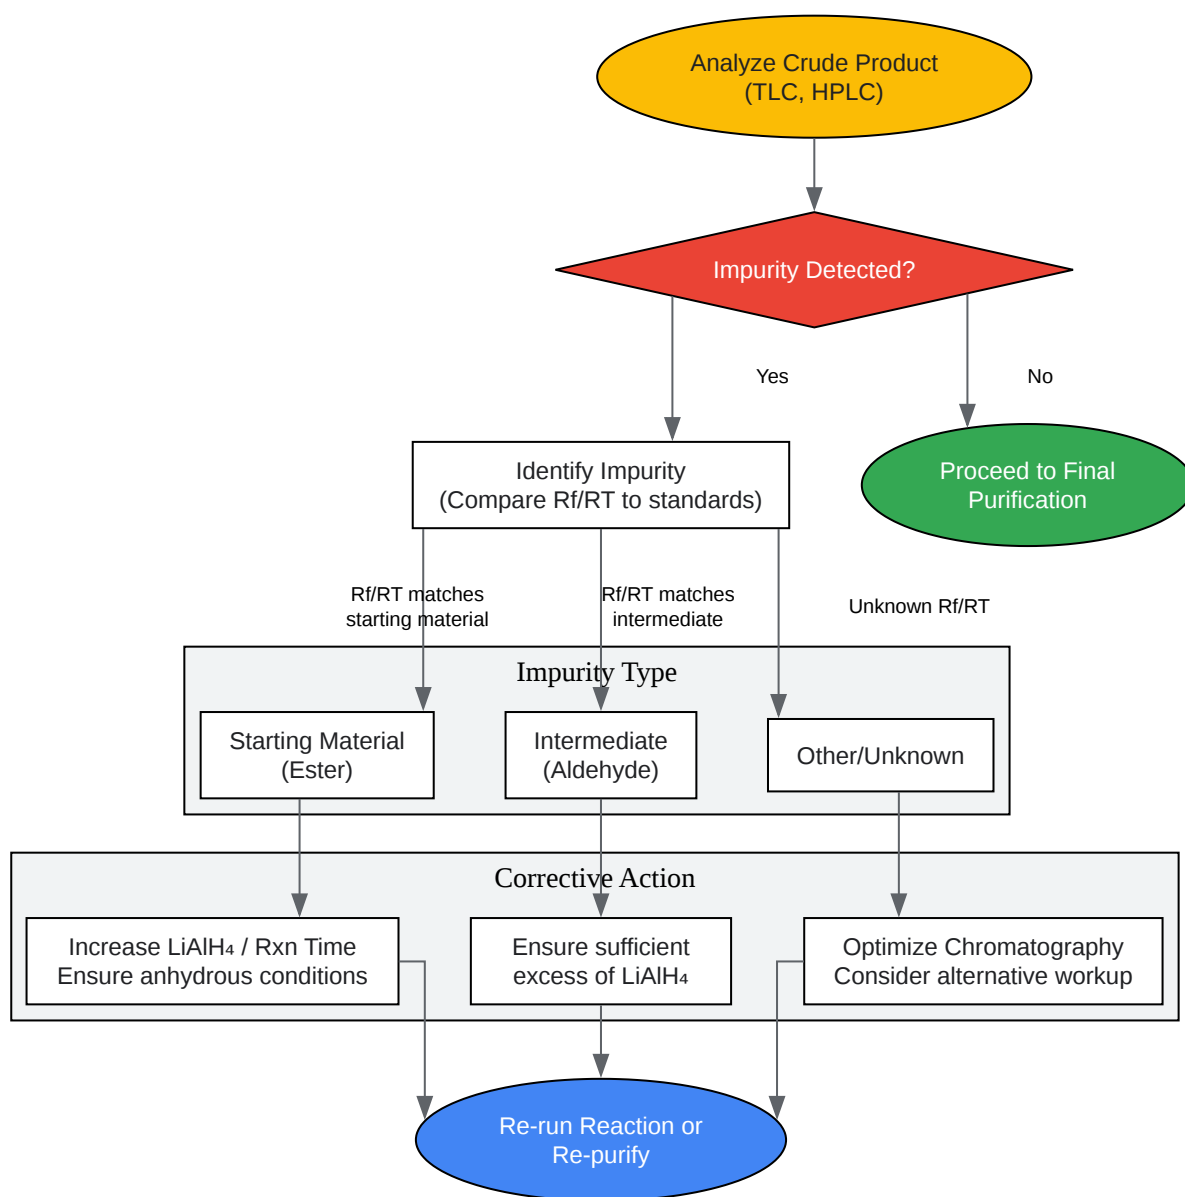 Analyze Crude Product
(TLC, HPLC)
Impurity Detected?
Yes
No
Identify Impurity
(Compare Rf/RT to standards)
Proceed to Final
Purification
Rf/RT matches
starting material
Rf/RT matches
intermediate
Unknown Rf/RT
Impurity Type
Starting Material
(Ester)
Intermediate
(Aldehyde)
Other/Unknown
Corrective Action
Increase LiAlH₄ / Rxn Time
Ensure anhydrous conditions
Ensure sufficient
excess of LiAlH₄
Optimize Chromatography
Consider alternative workup
Re-run Reaction or
Re-purify